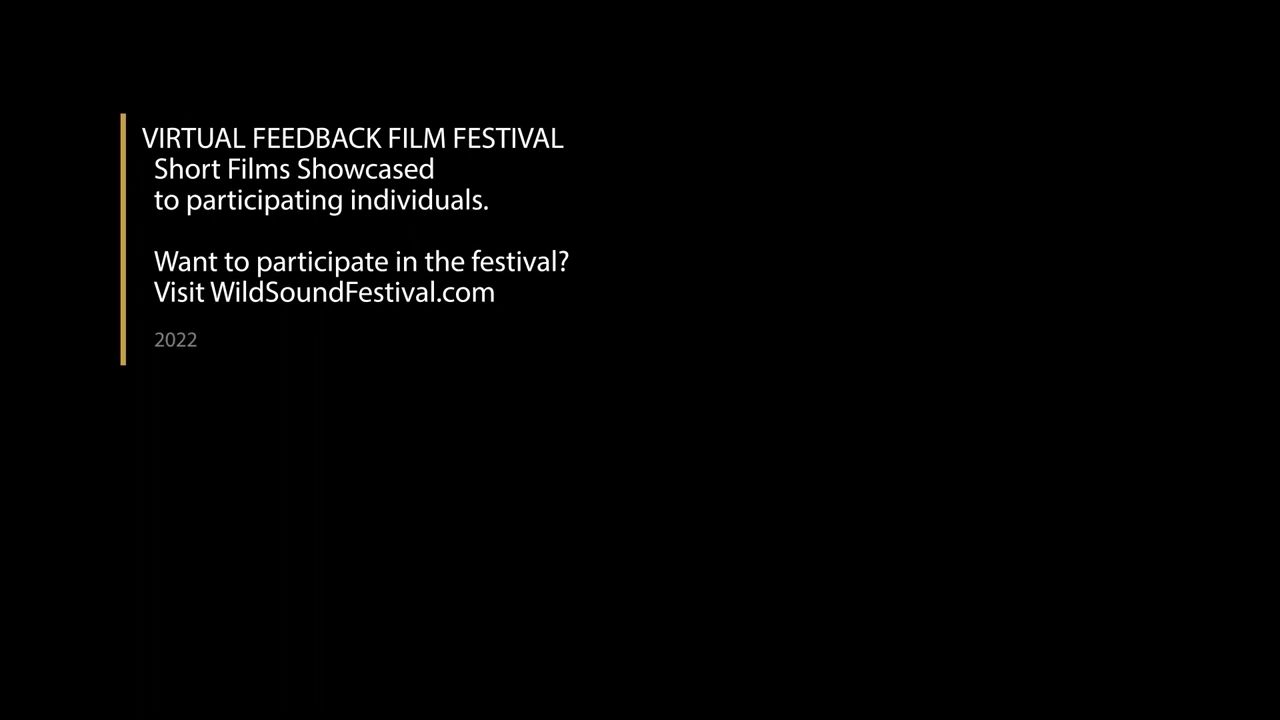 VIRTUAL FEEDBACK FILM FESTIVAL
Short Films Showcased
to participating individuals.
Want to participate in the festival?
Visit WildSoundFestival.com
2022